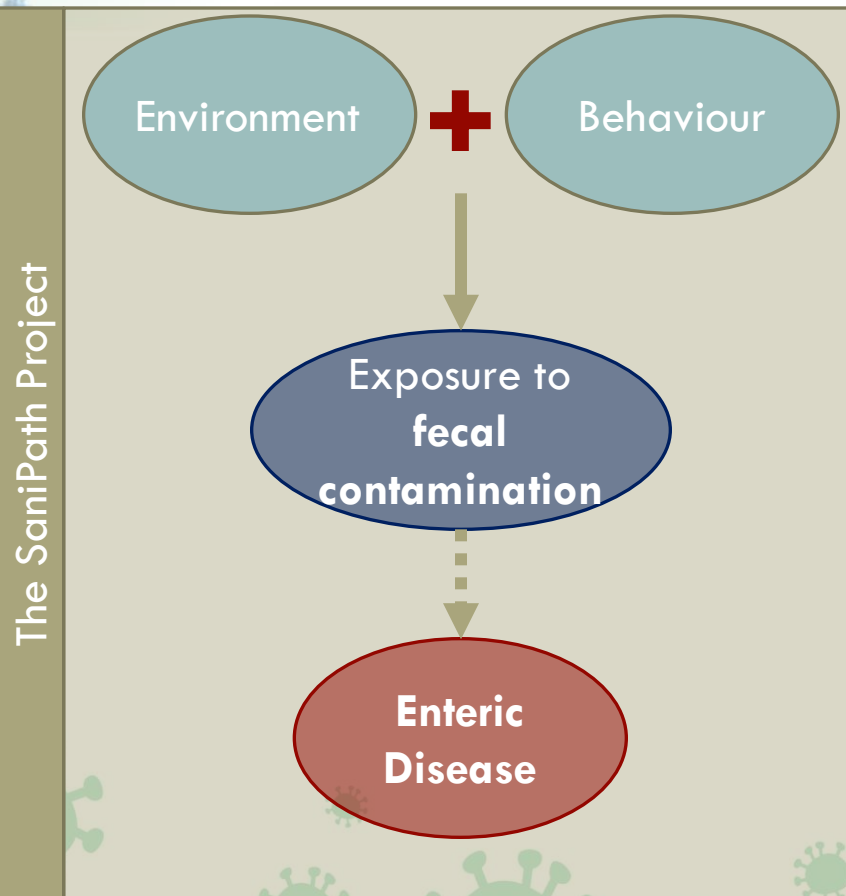 The SaniPath Project
Environment
Behaviour
Exposure to
fecal
contamination
Enteric
Disease